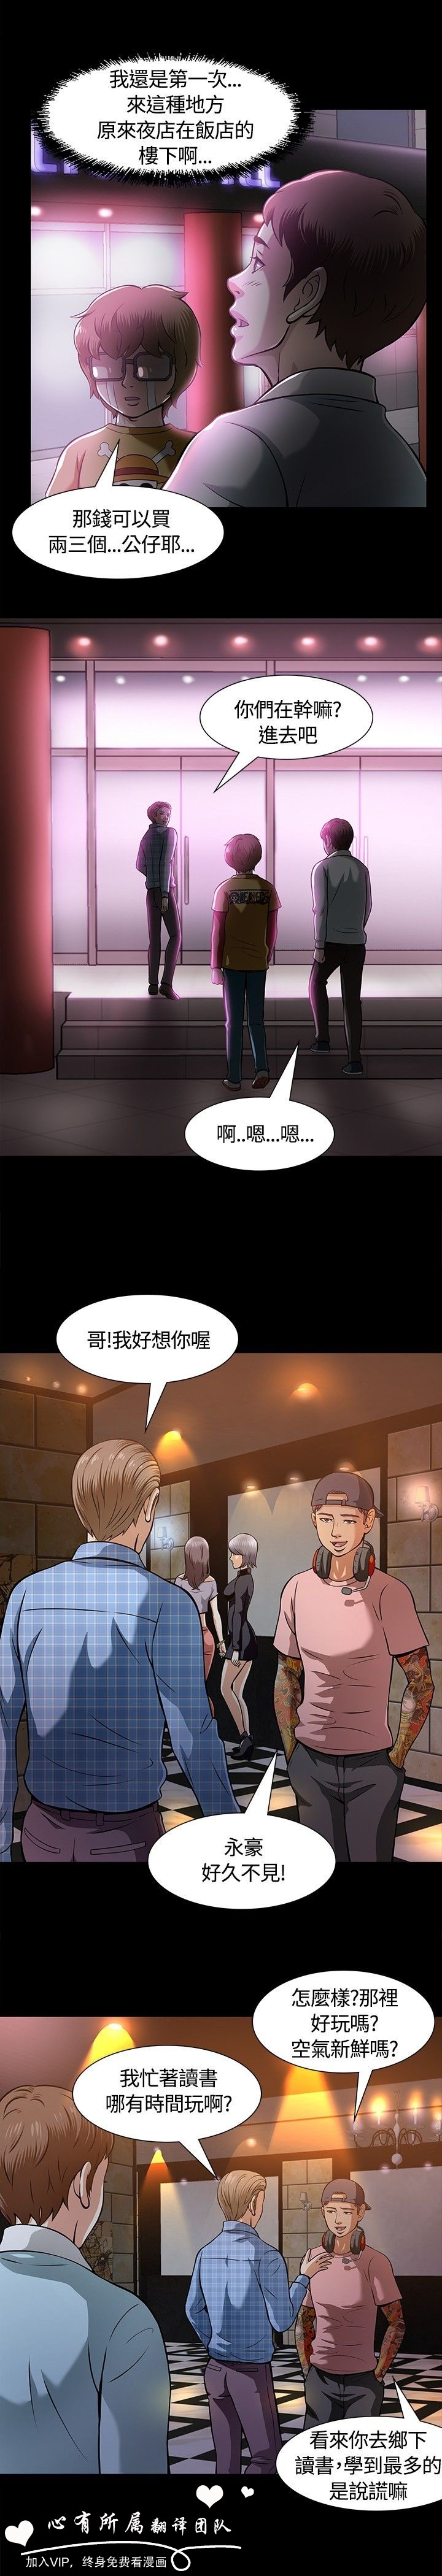 我還是第一次...
來這種地方
原來夜店在飯店的
樓下啊...
那錢可以買
兩三個...公仔耶...
你們在幹嘛?
進去吧
啊..嗯...嗯...
哥!我好想你喔
永豪
好久不見!
怎麼樣?那裡
好玩嗎?
空氣新鮮嗎?
我忙著讀書
哪有時間玩啊?
看來你去鄉下
讀書,學到最多的
是說謊嘛
心有所属翻译团队
加入VIP，终身免费看漫画